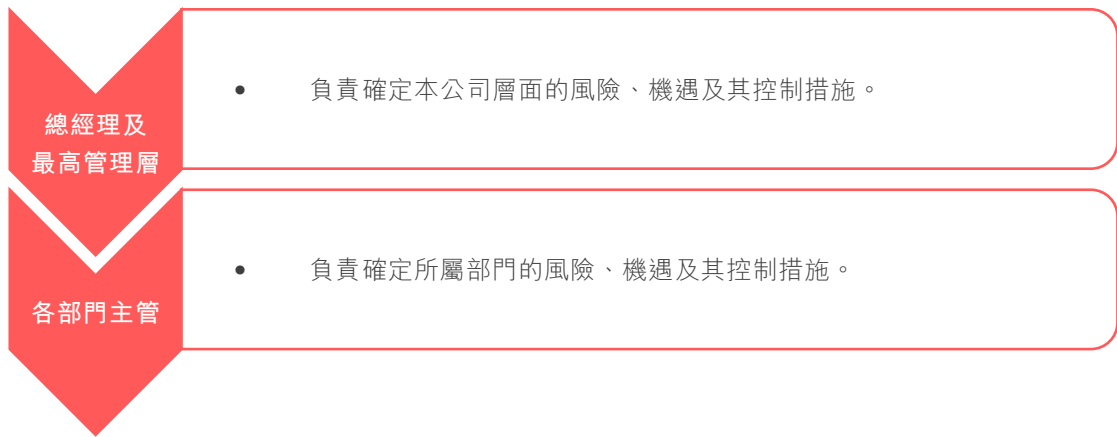 總經理及
最高管理層
• 負責確定本公司層面的風險、機遇及其控制措施。
各部門主管
• 負責確定所屬部門的風險、機遇及其控制措施。